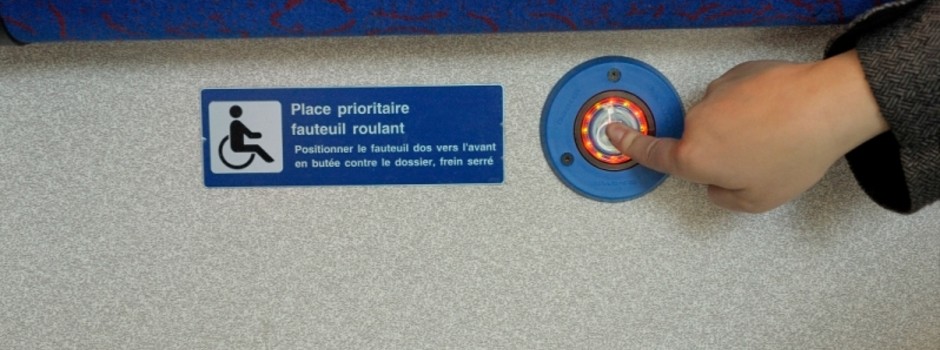 Place prioritaire
fauteuil roulant
Positionner le fauteuil dos vers l'avant
en butée contre le dossier, frein serré